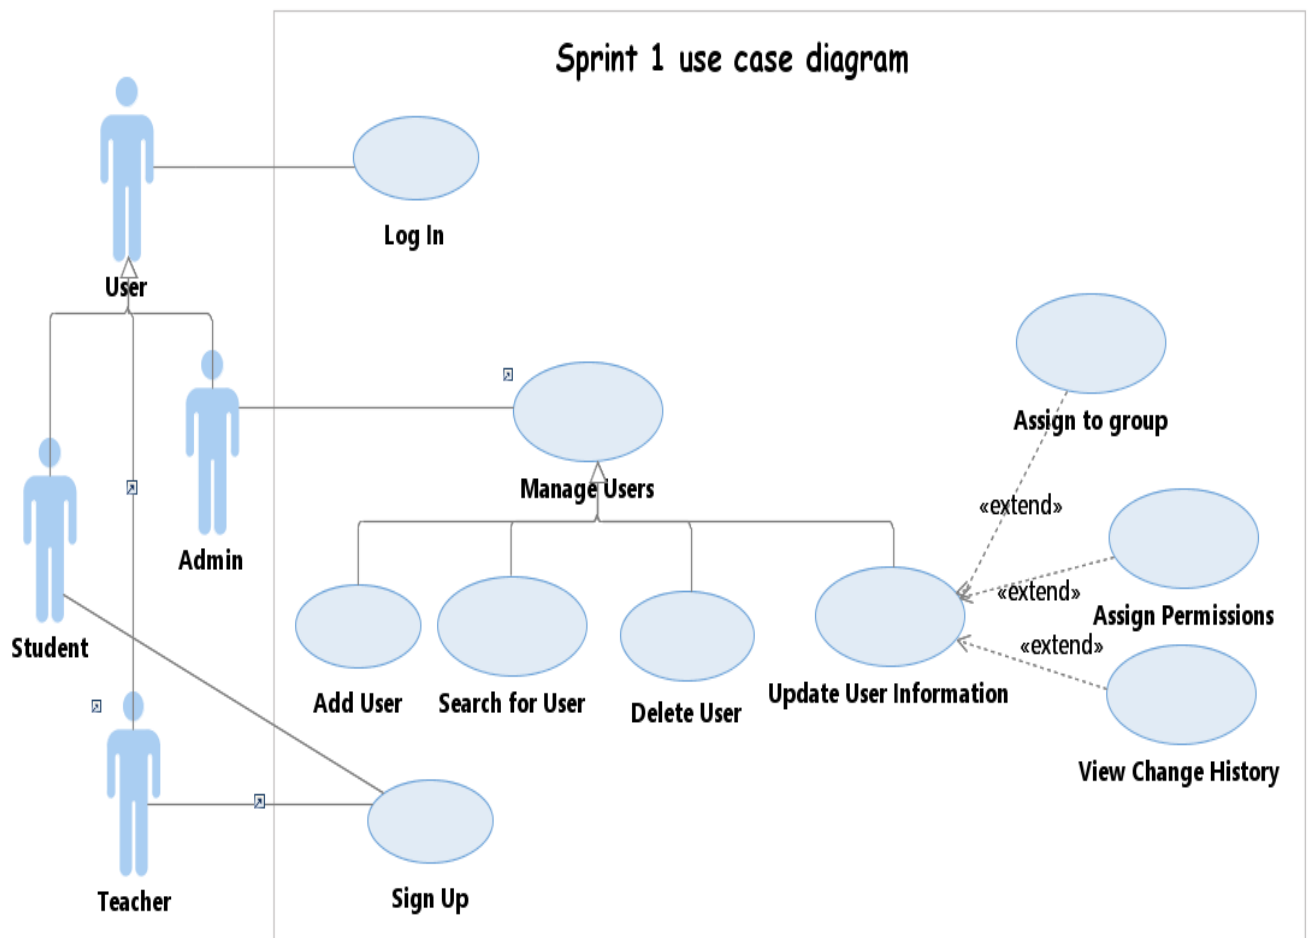 Sprint 1 use case diagram
Log In
User
Assign to group
Manage Users
«extend»
Admin
«extend»
Assign Permissions
Student
«extend»
Add User
Search for User
Delete User
Update User Information
View Change History
Teacher
Sign Up